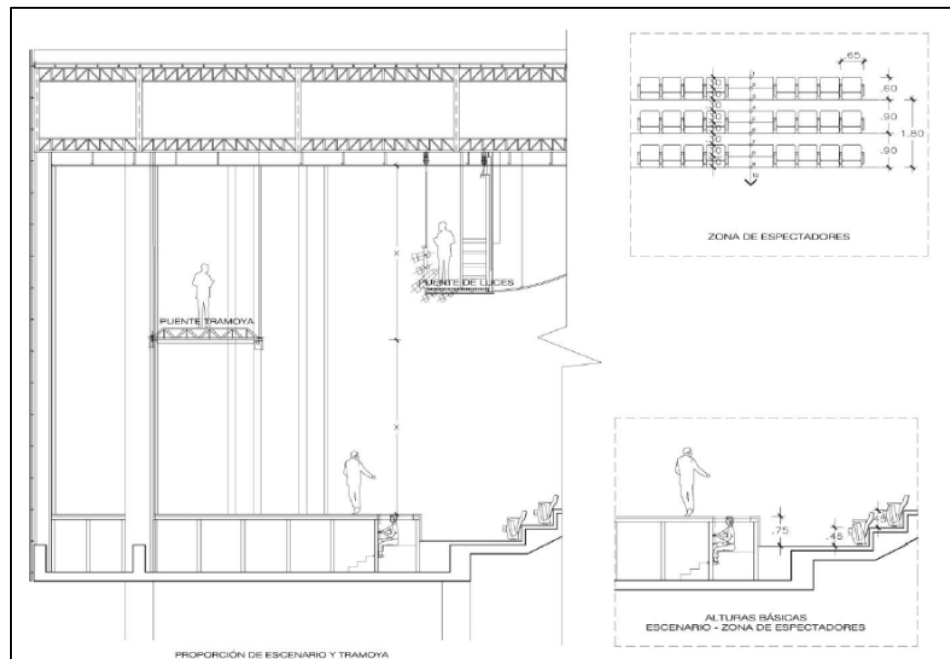 .65
.60
.90
1.80
.90
ZONA DE ESPECTADORES
X
PUENTE DE LUCES
PUENTE TRAMOYA
X
.75
.45
ALTURAS BÁSICAS
ESCENARIO - ZONA DE ESPECTADORES
PROPORCIÓN DE ESCENARIO Y TRAMOYA